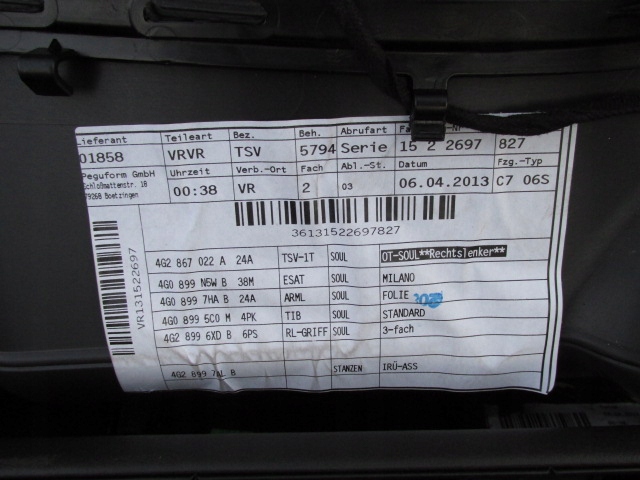 Lieferant Teileart Bez. Beh. Abrufart
01858 VRVR TSV 5794 Serie 15 2 2697 827
Peguform GmbH Uhrzeit Verb.-Ort Fach Abl.-St. Datum Fzg.-Typ
Schloßmattenstr. 18
79268 Boetzingen 00:38 VR 2 03 06.04.2013 C7 06S
36131522697827
VR131522697
4G2 867 022 A 24A TSV-1T SOUL OT-SOUL**Rechtslenker**
4G0 899 N5W B 38M ESAT SOUL MILANO
4G0 899 7HA B 24A ARML SOUL FOLIE
4G0 899 5C0 M 4PK TIB SOUL STANDARD
4G2 899 6XD B 6PS RL-GRIFF SOUL 3-fach
4G2 899 7AL B STANZEN IRÜ-ASS